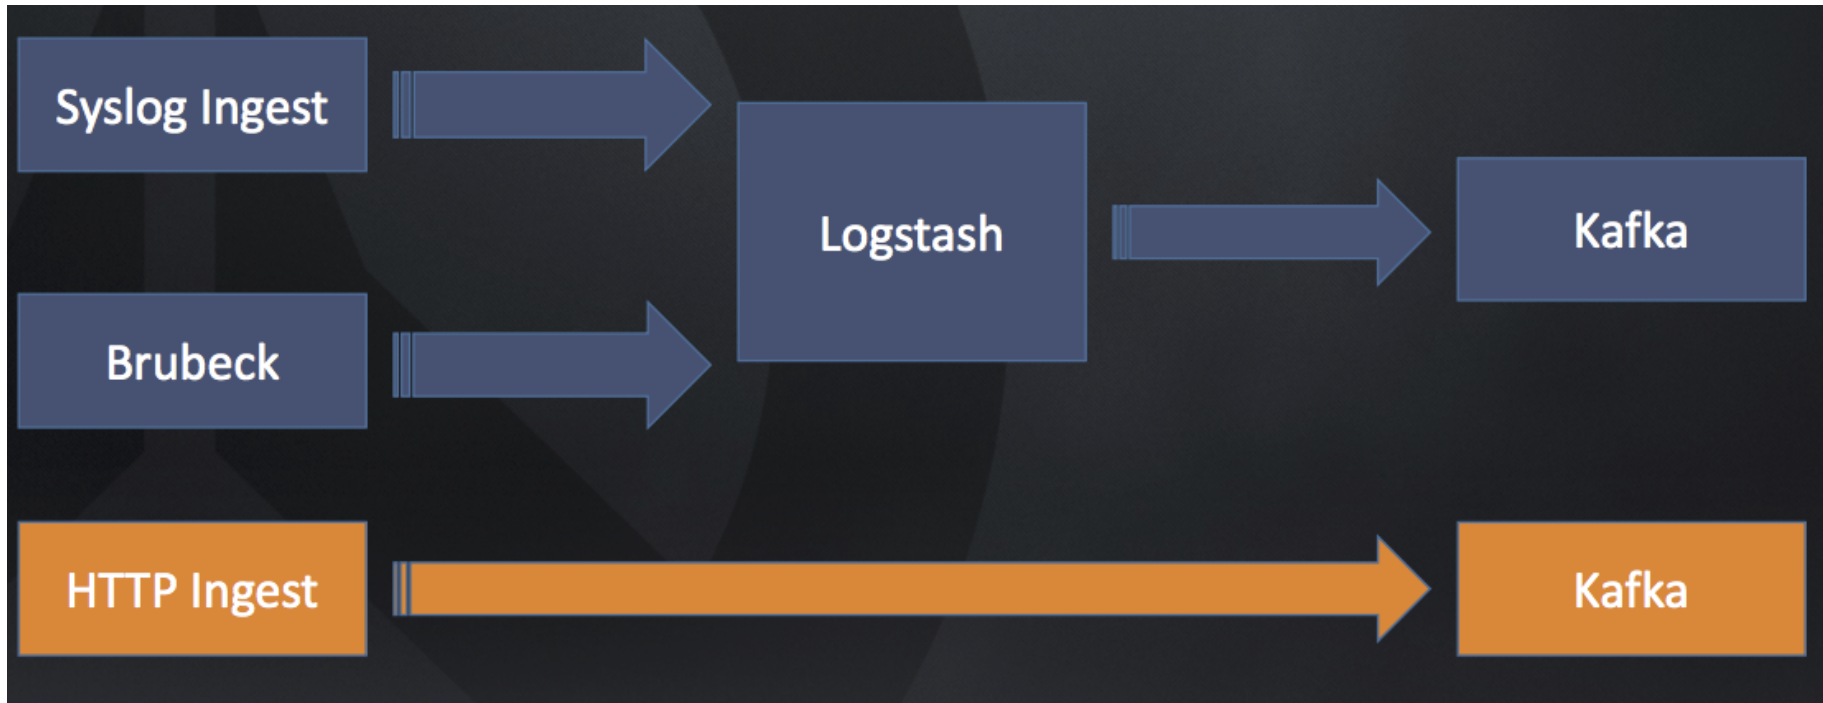 Syslog Ingest
Logstash
Kafka
Brubeck
HTTP Ingest
Kafka